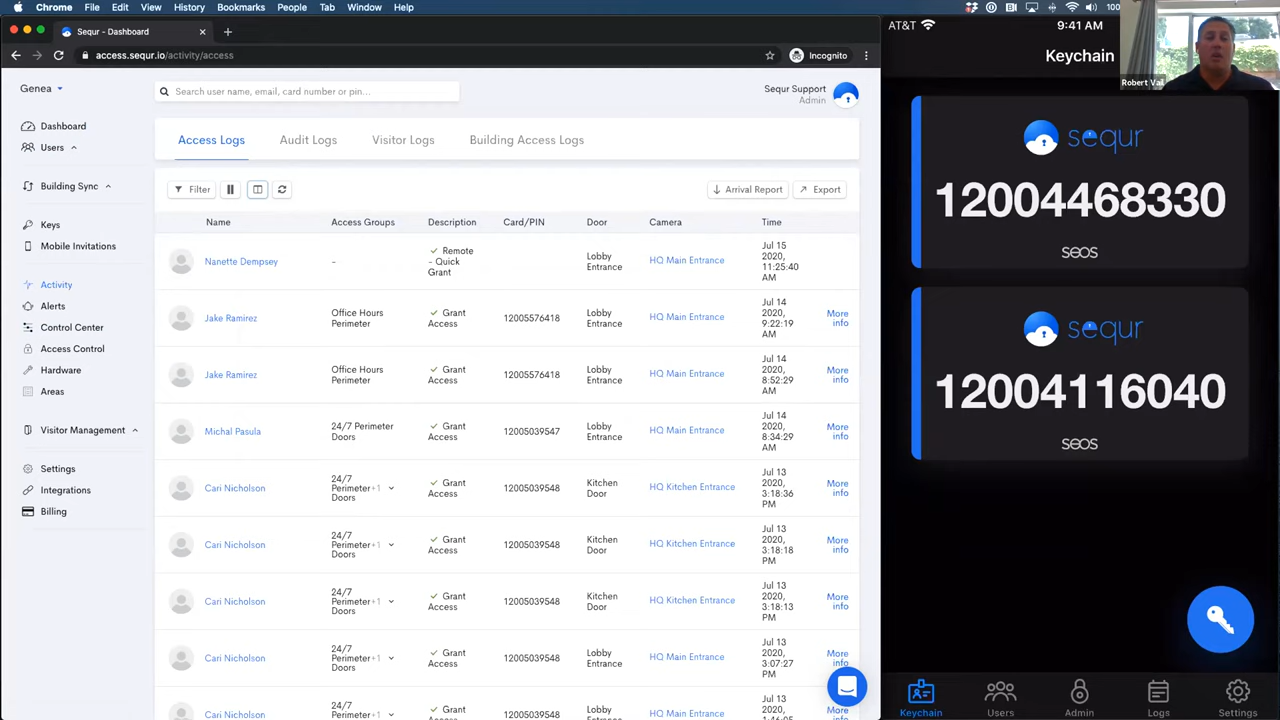 Chrome File Edit View History Bookmarks People Tab Window Help
Sequr - Dashboard
access.sequr.io/activity/access
Incognito
Genea
Search user name, email, card number or pin...
Sequr Support
Admin
Dashboard
Users
Building Sync
Keys
Mobile Invitations
Activity
Alerts
Control Center
Access Control
Hardware
Areas
Visitor Management
Settings
Integrations
Billing
Access Logs Audit Logs Visitor Logs Building Access Logs
Filter
Arrival Report Export
Name Access Groups Description Card/PIN Door Camera Time
Nanette Dempsey - Remote - Quick Grant Lobby Entrance HQ Main Entrance Jul 15 2020, 11:25:40 AM
Jake Ramirez Office Hours Perimeter Grant Access 12005576418 Lobby Entrance HQ Main Entrance Jul 14 2020, 9:22:19 AM More info
Jake Ramirez Office Hours Perimeter Grant Access 12005576418 Lobby Entrance HQ Main Entrance Jul 14 2020, 8:52:29 AM More info
Michal Pasula 24/7 Perimeter Doors Grant Access 12005039547 Lobby Entrance HQ Main Entrance Jul 14 2020, 8:34:29 AM More info
Cari Nicholson 24/7 Perimeter +1 Doors Grant Access 12005039548 Kitchen Door HQ Kitchen Entrance Jul 13 2020, 3:18:36 PM More info
Cari Nicholson 24/7 Perimeter +1 Doors Grant Access 12005039548 Kitchen Door HQ Kitchen Entrance Jul 13 2020, 3:18:18 PM More info
Cari Nicholson 24/7 Perimeter +1 Doors Grant Access 12005039548 Kitchen Door HQ Kitchen Entrance Jul 13 2020, 3:18:13 PM More info
Cari Nicholson 24/7 Perimeter +1 Doors Grant Access 12005039548 Lobby Entrance HQ Main Entrance Jul 13 2020, 3:07:27 PM More info
Cari Nicholson 24/7 Grant 12005039548 Lobby HQ Main Entrance Jul 13 2020, More
AT&T 9:41 AM
Keychain
Robert Val
sequr
12004468330
seos
sequr
12004116040
seos
Keychain Users Admin Logs Settings